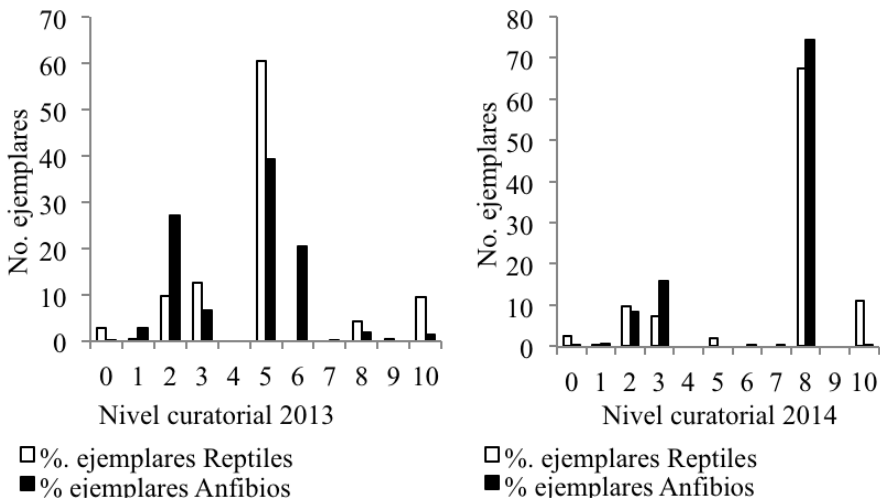 70
60
50
40
30
20
10
0
No. ejemplares
0 1 2 3 4 5 6 7 8 9 10
Nivel curatorial 2013
%. ejemplares Reptiles
% ejemplares Anfibios
80
70
60
50
40
30
20
10
0
No. ejemplares
0 1 2 3 4 5 6 7 8 9 10
Nivel curatorial 2014
%. ejemplares Reptiles
% ejemplares Anfibios